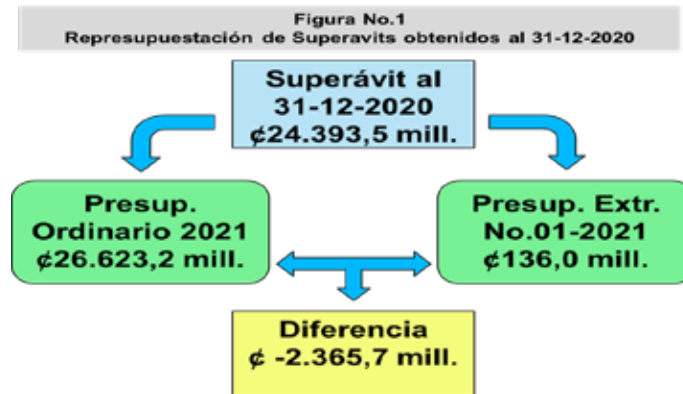 Figura No.1
Represupuestación de Superavits obtenidos al 31-12-2020
Superávit al
31-12-2020
¢24.393,5 mill.
Presup.
Ordinario 2021
¢26.623,2 mill.
Presup. Extr.
No.01-2021
¢136,0 mill.
Diferencia
¢ -2.365,7 mill.